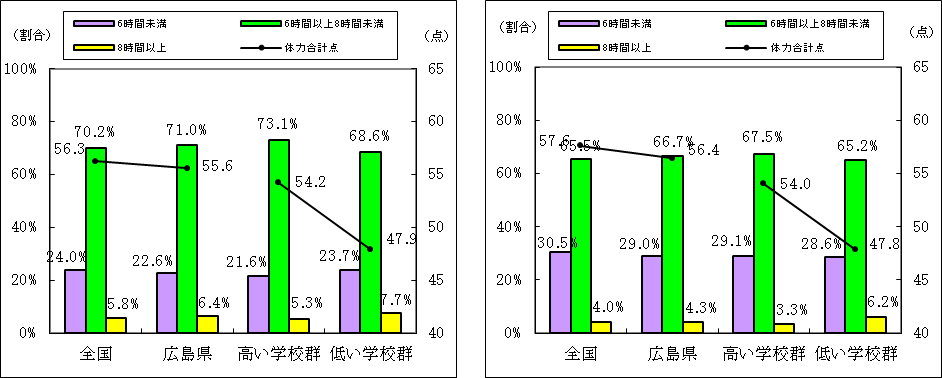 6時間未満 6時間以上8時間未満
8時間以上 体力合計点
(割合) (点)
100% 65
80% 60
60% 55
40% 50
20% 45
0% 40
70.2% 71.0% 73.1% 68.6%
56.3 55.6 54.2 47.9
24.0% 22.6% 21.6% 23.7%
5.8% 6.4% 5.3% 7.7%
全国 広島県 高い学校群 低い学校群
6時間未満 6時間以上8時間未満
8時間以上 体力合計点
(割合) (点)
100% 65
80% 60
60% 55
40% 50
20% 45
0% 40
65.5% 66.7% 67.5% 65.2%
57.6 56.4 54.0 47.8
30.5% 29.0% 29.1% 28.6%
4.0% 4.3% 3.3% 6.2%
全国 広島県 高い学校群 低い学校群